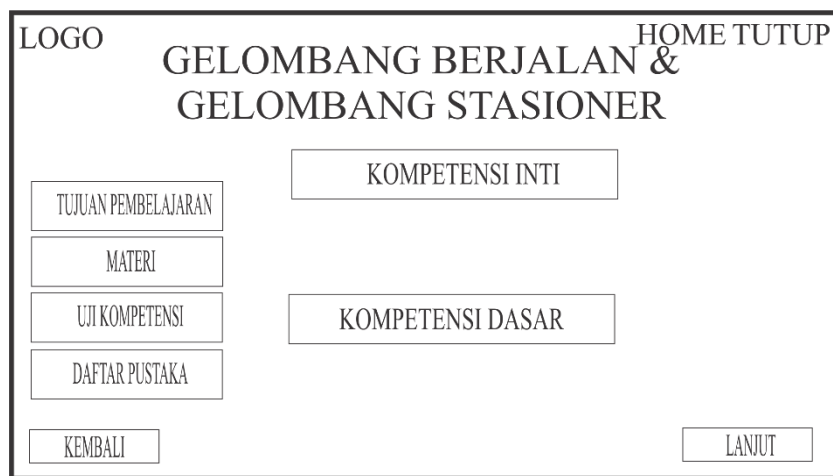 LOGO
HOME TUTUP
GELOMBANG BERJALAN &
GELOMBANG STASIONER
KOMPETENSI INTI
TUJUAN PEMBELAJARAN
MATERI
UJI KOMPETENSI
KOMPETENSI DASAR
DAFTAR PUSTAKA
KEMBALI
LANJUT